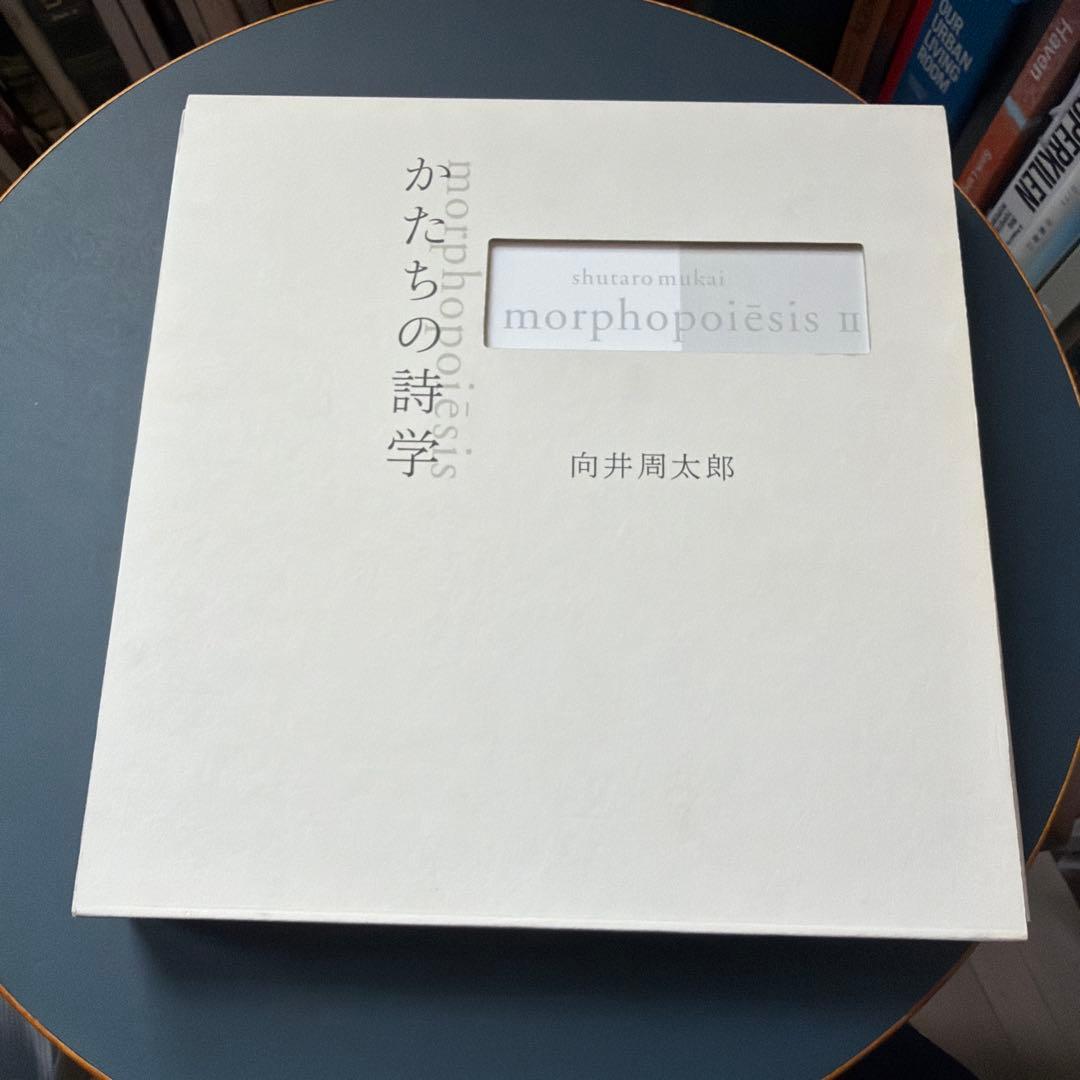 かたちの詩学
morphopoiēsis
shutaro mukai
morphopoiēsis II
向井周太郎
OUR
URBAN
LIVING
ROOM
Haven
SUPERKILEN